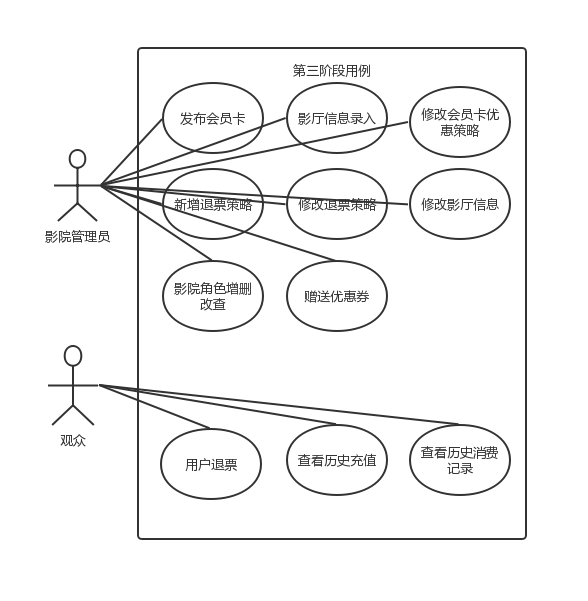 第三阶段用例
发布会员卡
影厅信息录入
修改会员卡优
惠策略
新增退票策略
修改退票策略
修改影厅信息
影院管理员
影院角色增删
改查
赠送优惠券
观众
用户退票
查看历史充值
查看历史消费
记录